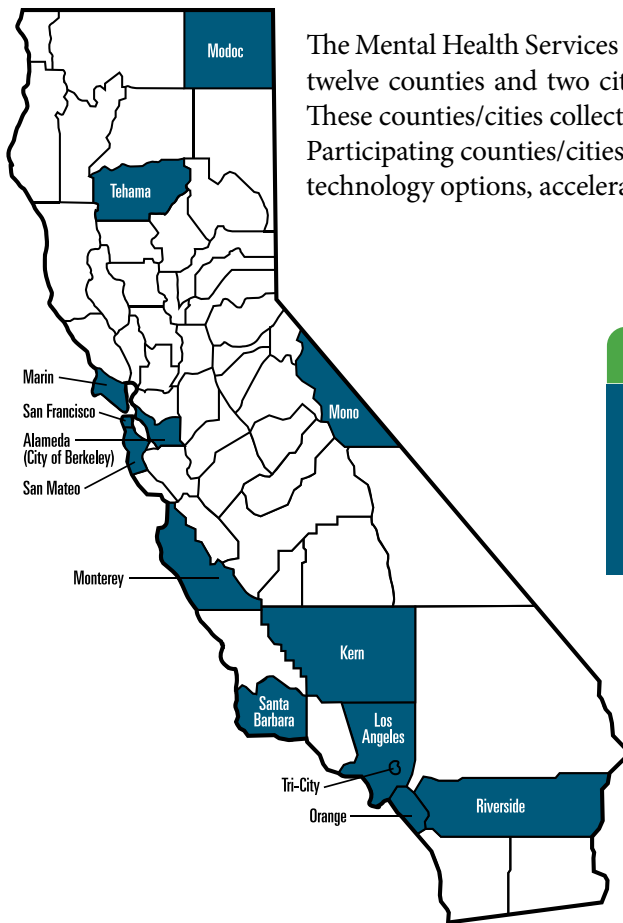 The Mental Health Services
twelve counties and two
These counties/cities collect
Participating counties/cities
technology options,
Modoc
Tehama
Marin
San Francisco
Alameda
(City of Berkeley)
San Mateo
Mono
Monterey
Kern
Santa
Barbara
Los
Angeles
Tri-City
Orange
Riverside